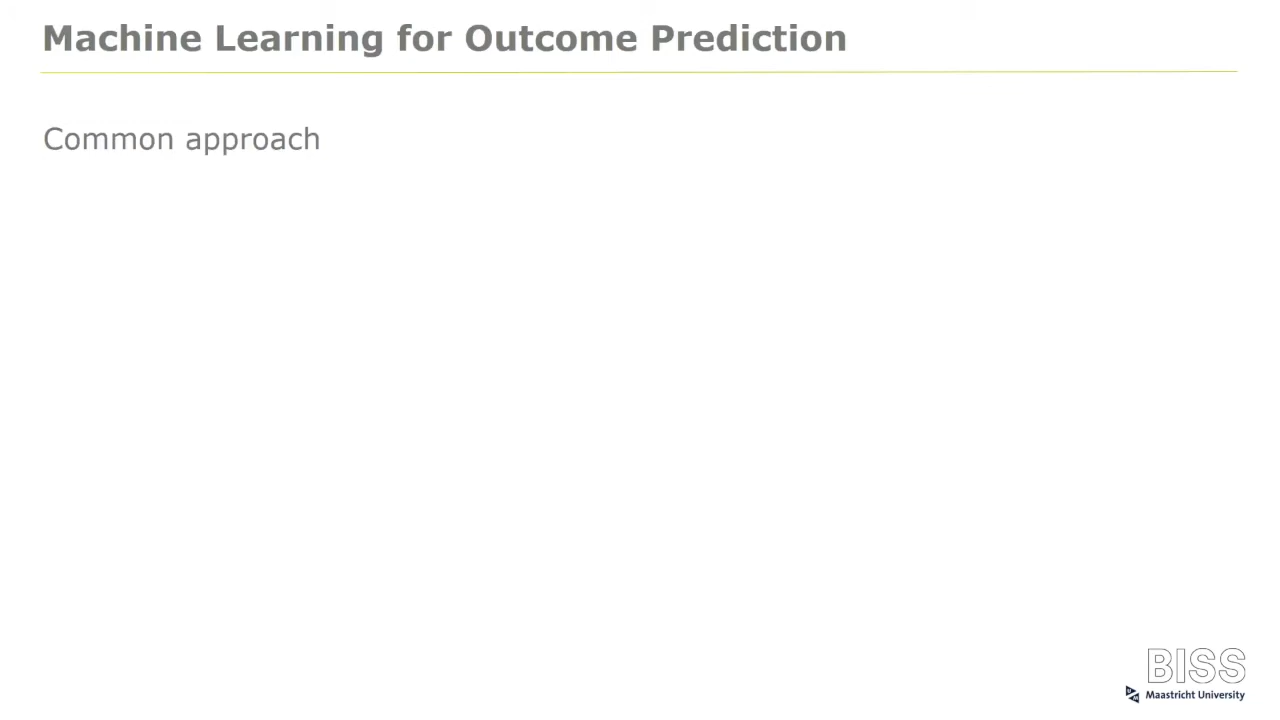 Machine Learning for Outcome Prediction
Common approach
BISS
Maastricht University